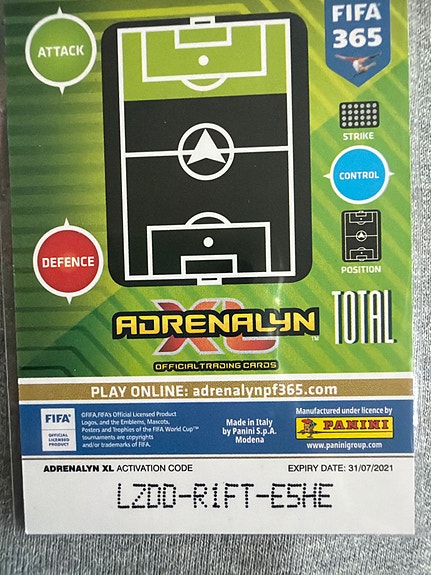 ATTACK
FIFA
365
STRIKE
CONTROL
DEFENCE
POSITION
ADRENALYN
XL
TM
OFFICIAL TRADING CARDS
TOTAL
PLAY ONLINE: adrenalynpf365.com
FIFA®
OFFICIAL
LICENSED
PRODUCT
©FIFA, FIFA's Official Licensed Product
Logos, and the Emblems, Mascots,
Posters and Trophies of the FIFA World Cup™
tournaments are copyrights
and/or trademarks of FIFA.
Made in Italy
by Panini S.p.A.
Modena
Manufactured under licence by
PANINI
www.paninigroup.com
ADRENALYN XL ACTIVATION CODE
EXPIRY DATE: 31/07/2021
LZDD-R1FT-E5HE